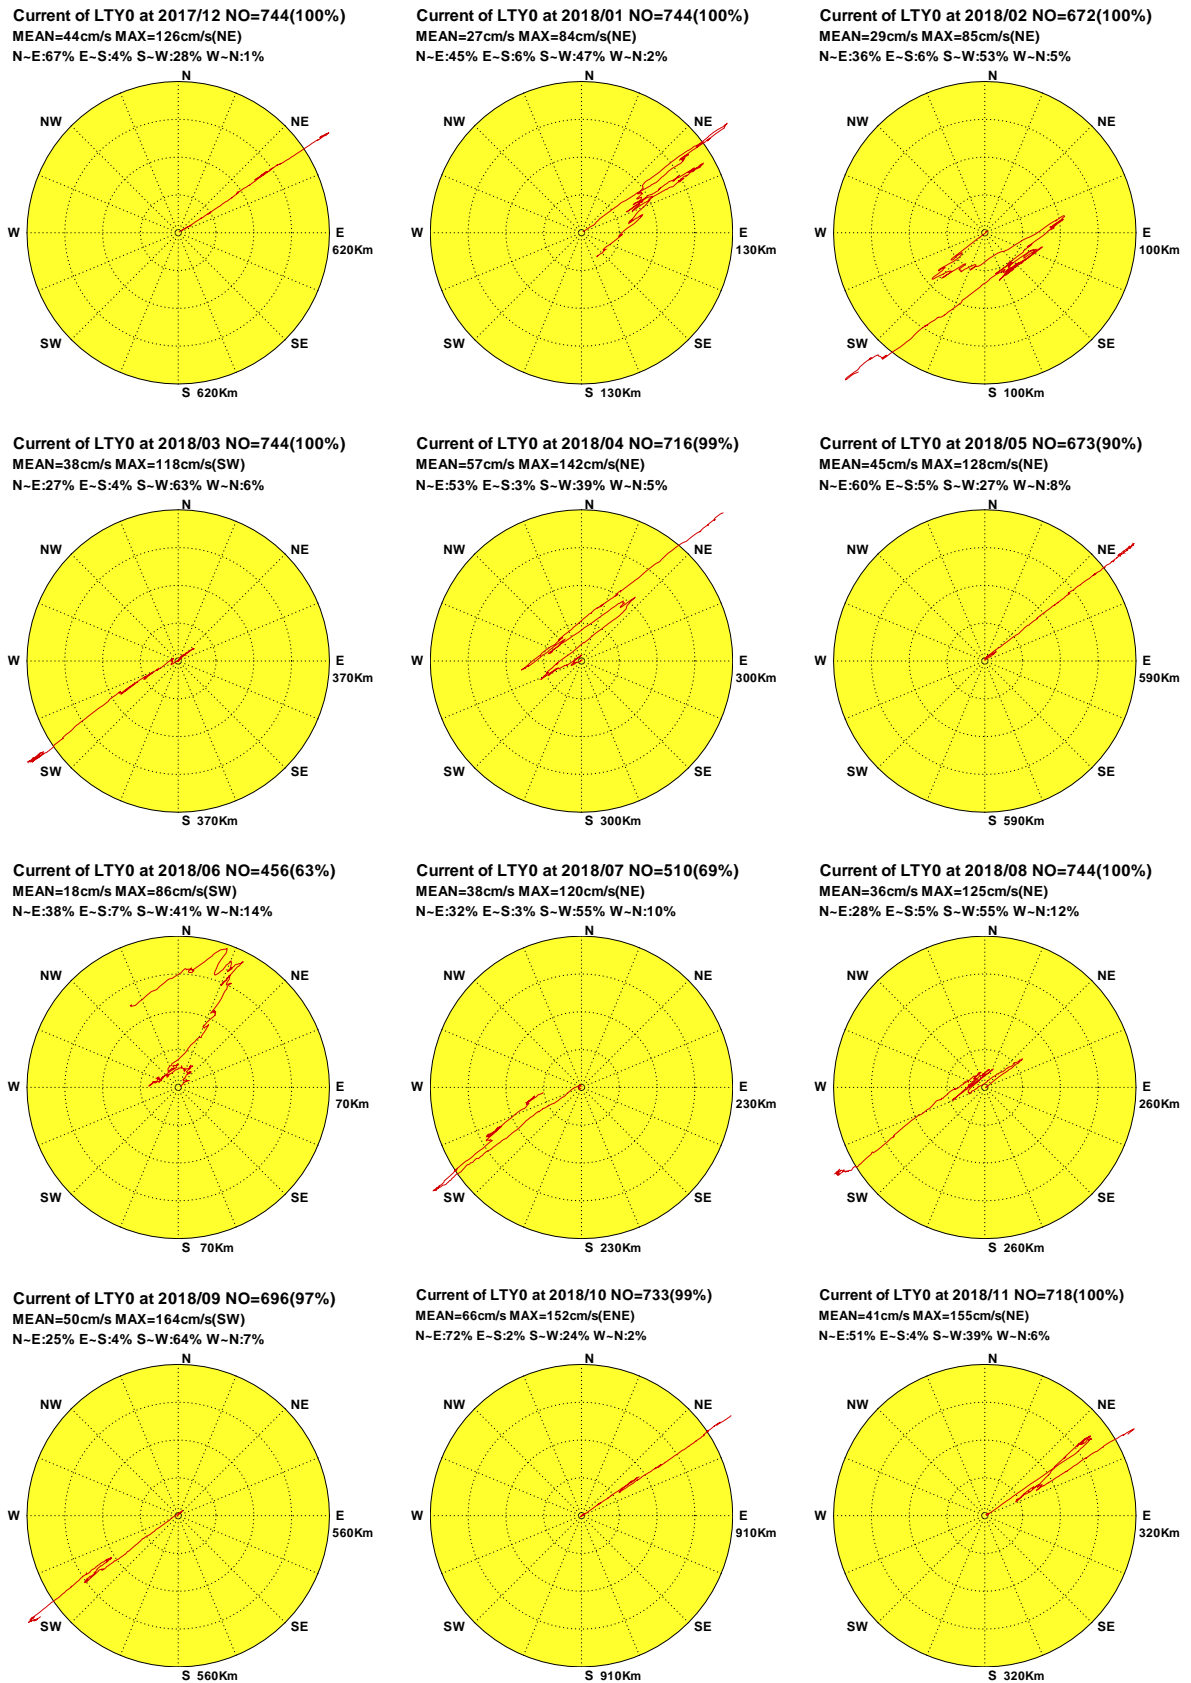 Current of LTY0 at 2017/12 NO=744(100%)
MEAN=44cm/s MAX=126cm/s(NE)
N~E:67% E~S:4% S~W:28% W~N:1%
N
NW
NE
W
E
620Km
SW
SE
S 620Km
Current of LTY0 at 2018/01 NO=744(100%)
MEAN=27cm/s MAX=84cm/s(NE)
N~E:45% E~S:6% S~W:47% W~N:2%
N
NW
NE
W
E
130Km
SW
SE
S 130Km
Current of LTY0 at 2018/02 NO=672(100%)
MEAN=29cm/s MAX=85cm/s(NE)
N~E:36% E~S:6% S~W:53% W~N:5%
N
NW
NE
W
E
100Km
SW
SE
S 100Km
Current of LTY0 at 2018/03 NO=744(100%)
MEAN=38cm/s MAX=118cm/s(SW)
N~E:27% E~S:4% S~W:63% W~N:6%
N
NW
NE
W
E
370Km
SW
SE
S 370Km
Current of LTY0 at 2018/04 NO=716(99%)
MEAN=57cm/s MAX=142cm/s(NE)
N~E:53% E~S:3% S~W:39% W~N:5%
N
NW
NE
W
E
300Km
SW
SE
S 300Km
Current of LTY0 at 2018/05 NO=673(90%)
MEAN=45cm/s MAX=128cm/s(NE)
N~E:60% E~S:5% S~W:27% W~N:8%
N
NW
NE
W
E
590Km
SW
SE
S 590Km
Current of LTY0 at 2018/06 NO=456(63%)
MEAN=18cm/s MAX=86cm/s(SW)
N~E:38% E~S:7% S~W:41% W~N:14%
N
NW
NE
W
E
70Km
SW
SE
S 70Km
Current of LTY0 at 2018/07 NO=510(69%)
MEAN=38cm/s MAX=120cm/s(NE)
N~E:32% E~S:3% S~W:55% W~N:10%
N
NW
NE
W
E
230Km
SW
SE
S 230Km
Current of LTY0 at 2018/08 NO=744(100%)
MEAN=36cm/s MAX=125cm/s(NE)
N~E:28% E~S:5% S~W:55% W~N:12%
N
NW
NE
W
E
260Km
SW
SE
S 260Km
Current of LTY0 at 2018/09 NO=696(97%)
MEAN=50cm/s MAX=164cm/s(SW)
N~E:25% E~S:4% S~W:64% W~N:7%
N
NW
NE
W
E
560Km
SW
SE
S 560Km
Current of LTY0 at 2018/10 NO=733(99%)
MEAN=66cm/s MAX=152cm/s(ENE)
N~E:72% E~S:2% S~W:24% W~N:2%
N
NW
NE
W
E
910Km
SW
SE
S 910Km
Current of LTY0 at 2018/11 NO=718(100%)
MEAN=41cm/s MAX=155cm/s(NE)
N~E:51% E~S:4% S~W:39% W~N:6%
N
NW
NE
W
E
320Km
SW
SE
S 320Km